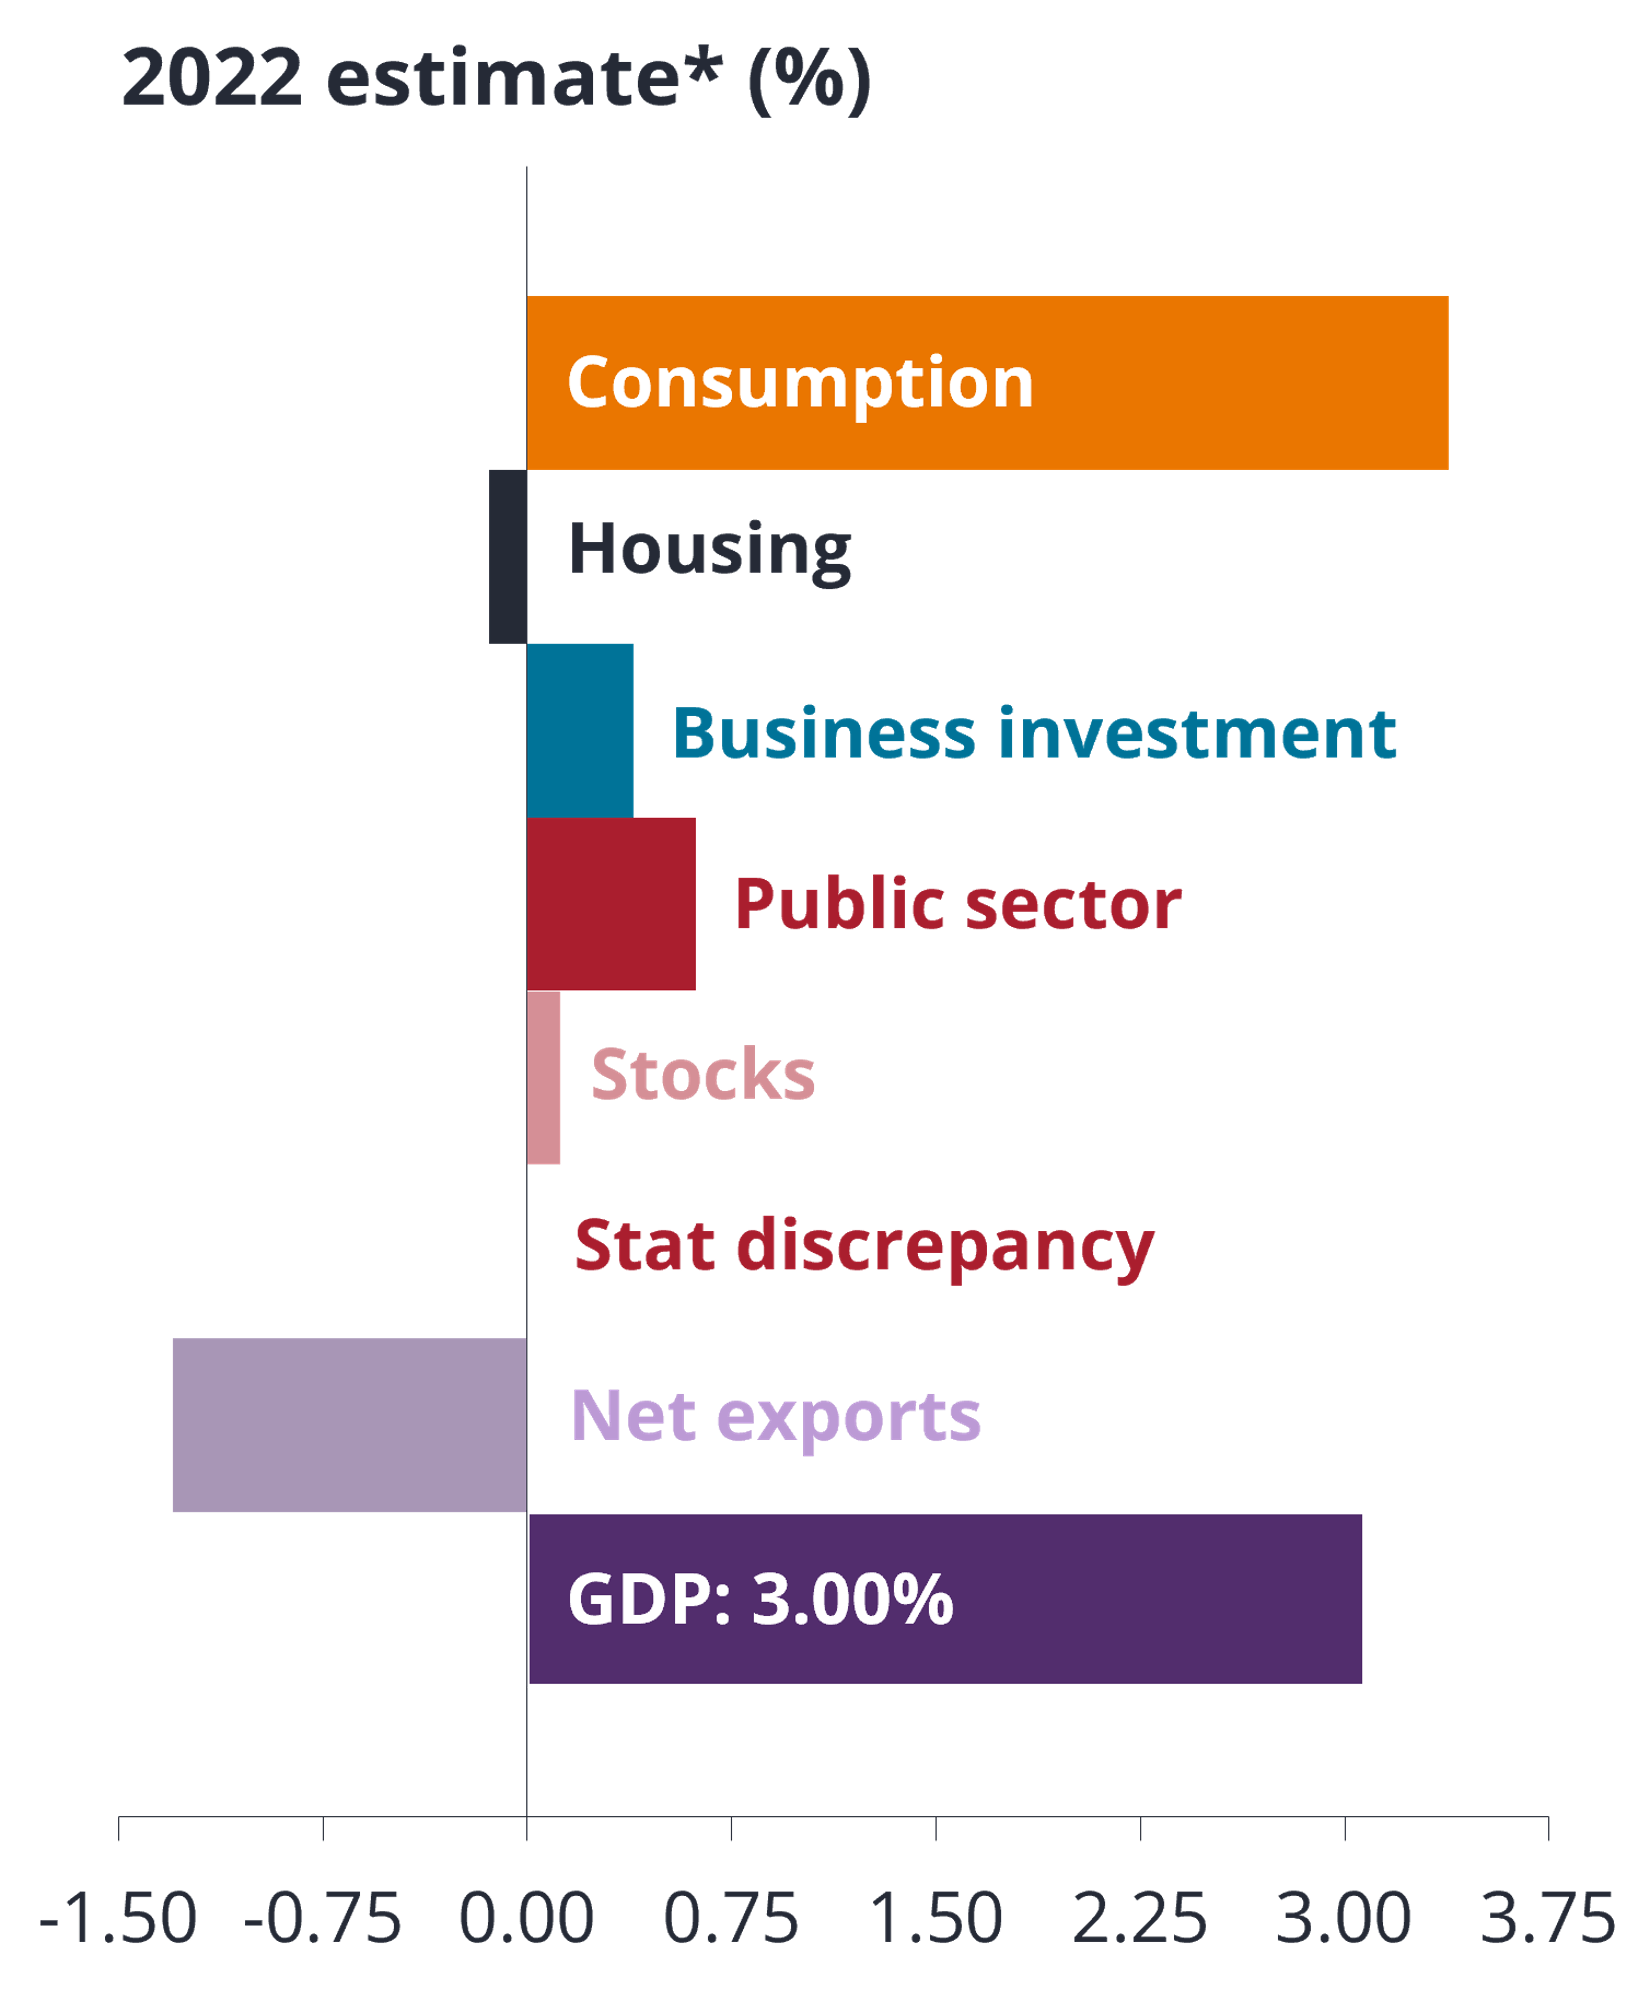 2022 estimate* (%)
Consumption
Housing
Business investment
Public sector
Stocks
Stat discrepancy
Net exports
GDP: 3.00%
-1.50 -0.75 0.00 0.75 1.50 2.25 3.00 3.75